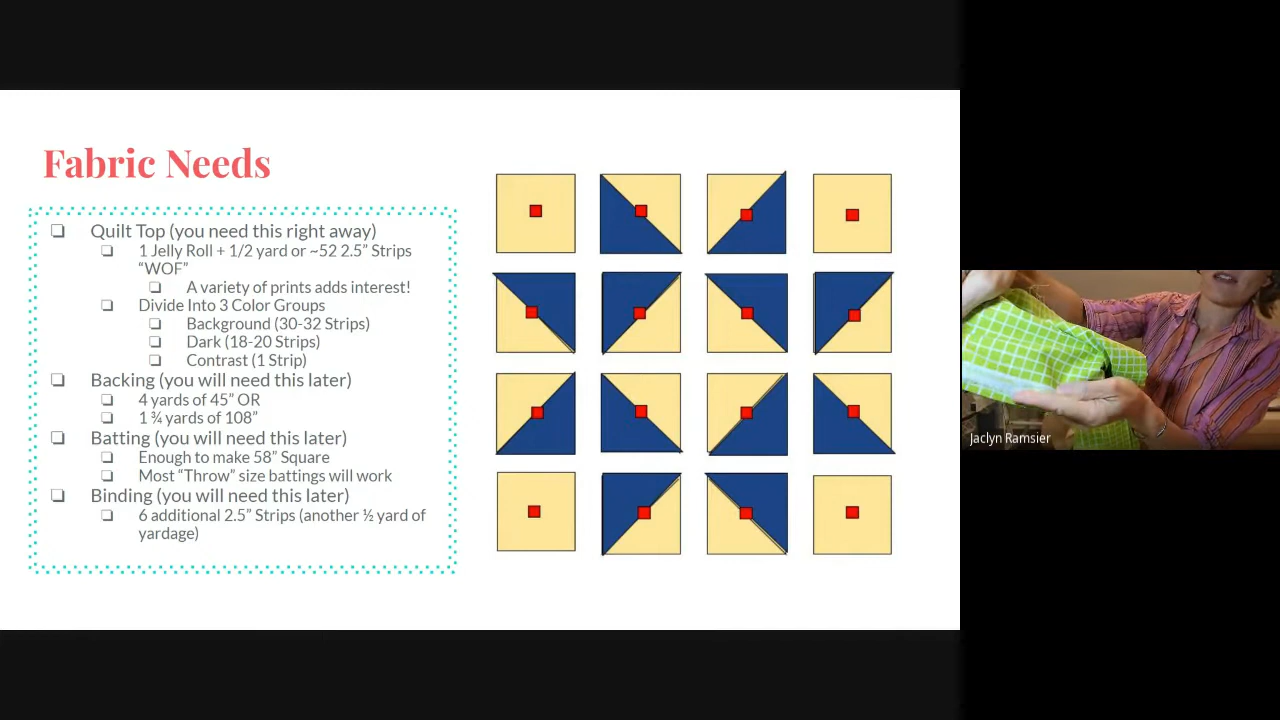 Fabric Needs
Quilt Top (you need this right away)
1 Jelly Roll + 1/2 yard or ~52 2.5” Strips
“WOF”
A variety of prints adds interest!
Divide Into 3 Color Groups
Background (30-32 Strips)
Dark (18-20 Strips)
Contrast (1 Strip)
Backing (you will need this later)
4 yards of 45” OR
1 ¾ yards of 108”
Batting (you will need this later)
Enough to make 58” Square
Most “Throw” size battings will work
Binding (you will need this later)
6 additional 2.5” Strips (another ½ yard of
yardage)
Jaclyn Ramsier